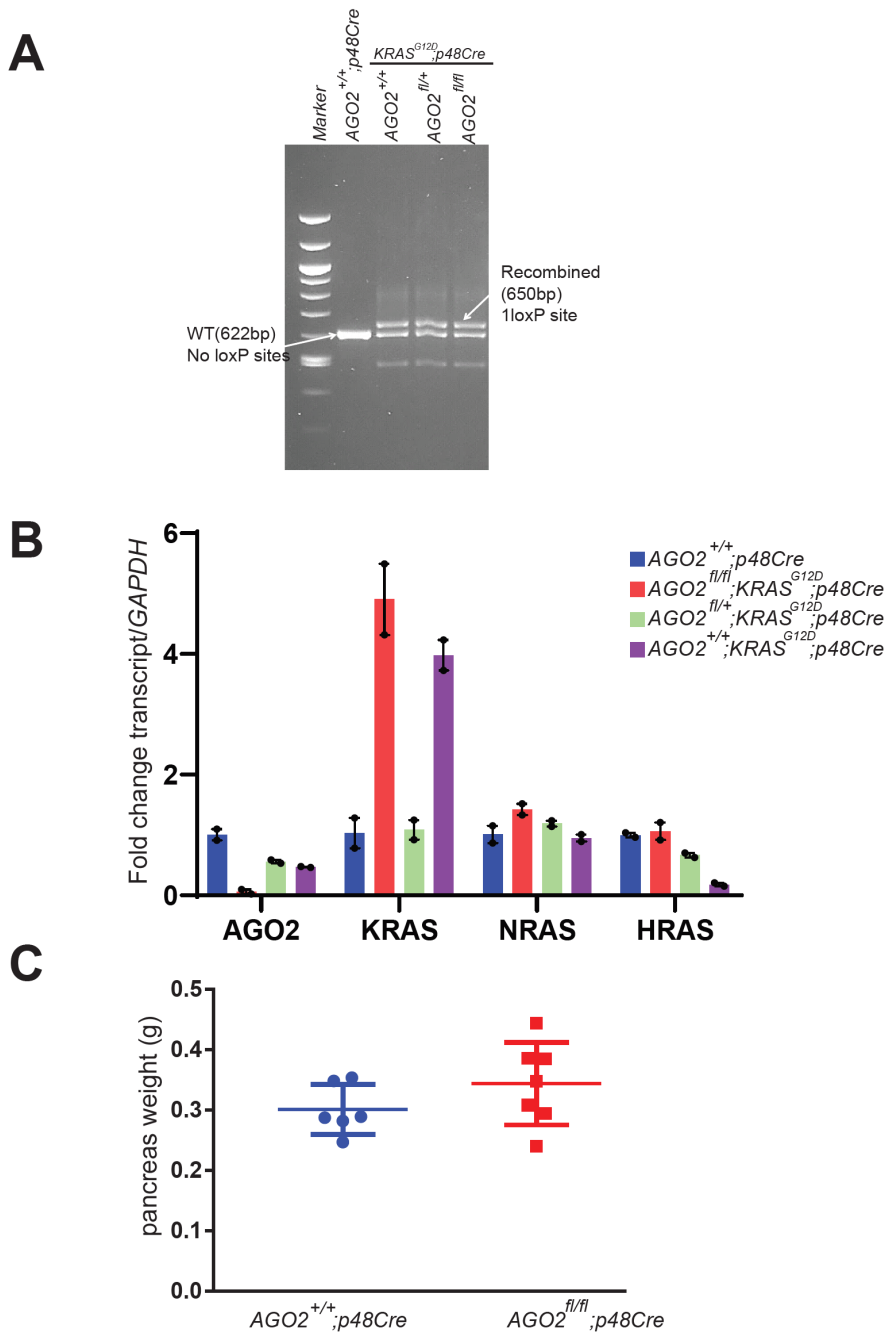 A
Marker
AGO2+/+;p48Cre
KRASG12D;p48Cre
AGO2+/+
AGO2fl/+
AGO2fl/fl
Recombined
(650bp)
1loxP site
WT(622bp)
No loxP sites
B
Fold change transcript/GAPDH
6
4
2
0
AGO2+/+;p48Cre
AGO2fl/fl;KRASG12D;p48Cre
AGO2fl/+;KRASG12D;p48Cre
AGO2+/+;KRASG12D;p48Cre
AGO2 KRAS NRAS HRAS
C
pancreas weight (g)
0.5
0.4
0.3
0.2
0.1
0.0
AGO2+/+;p48Cre AGO2fl/fl;p48Cre